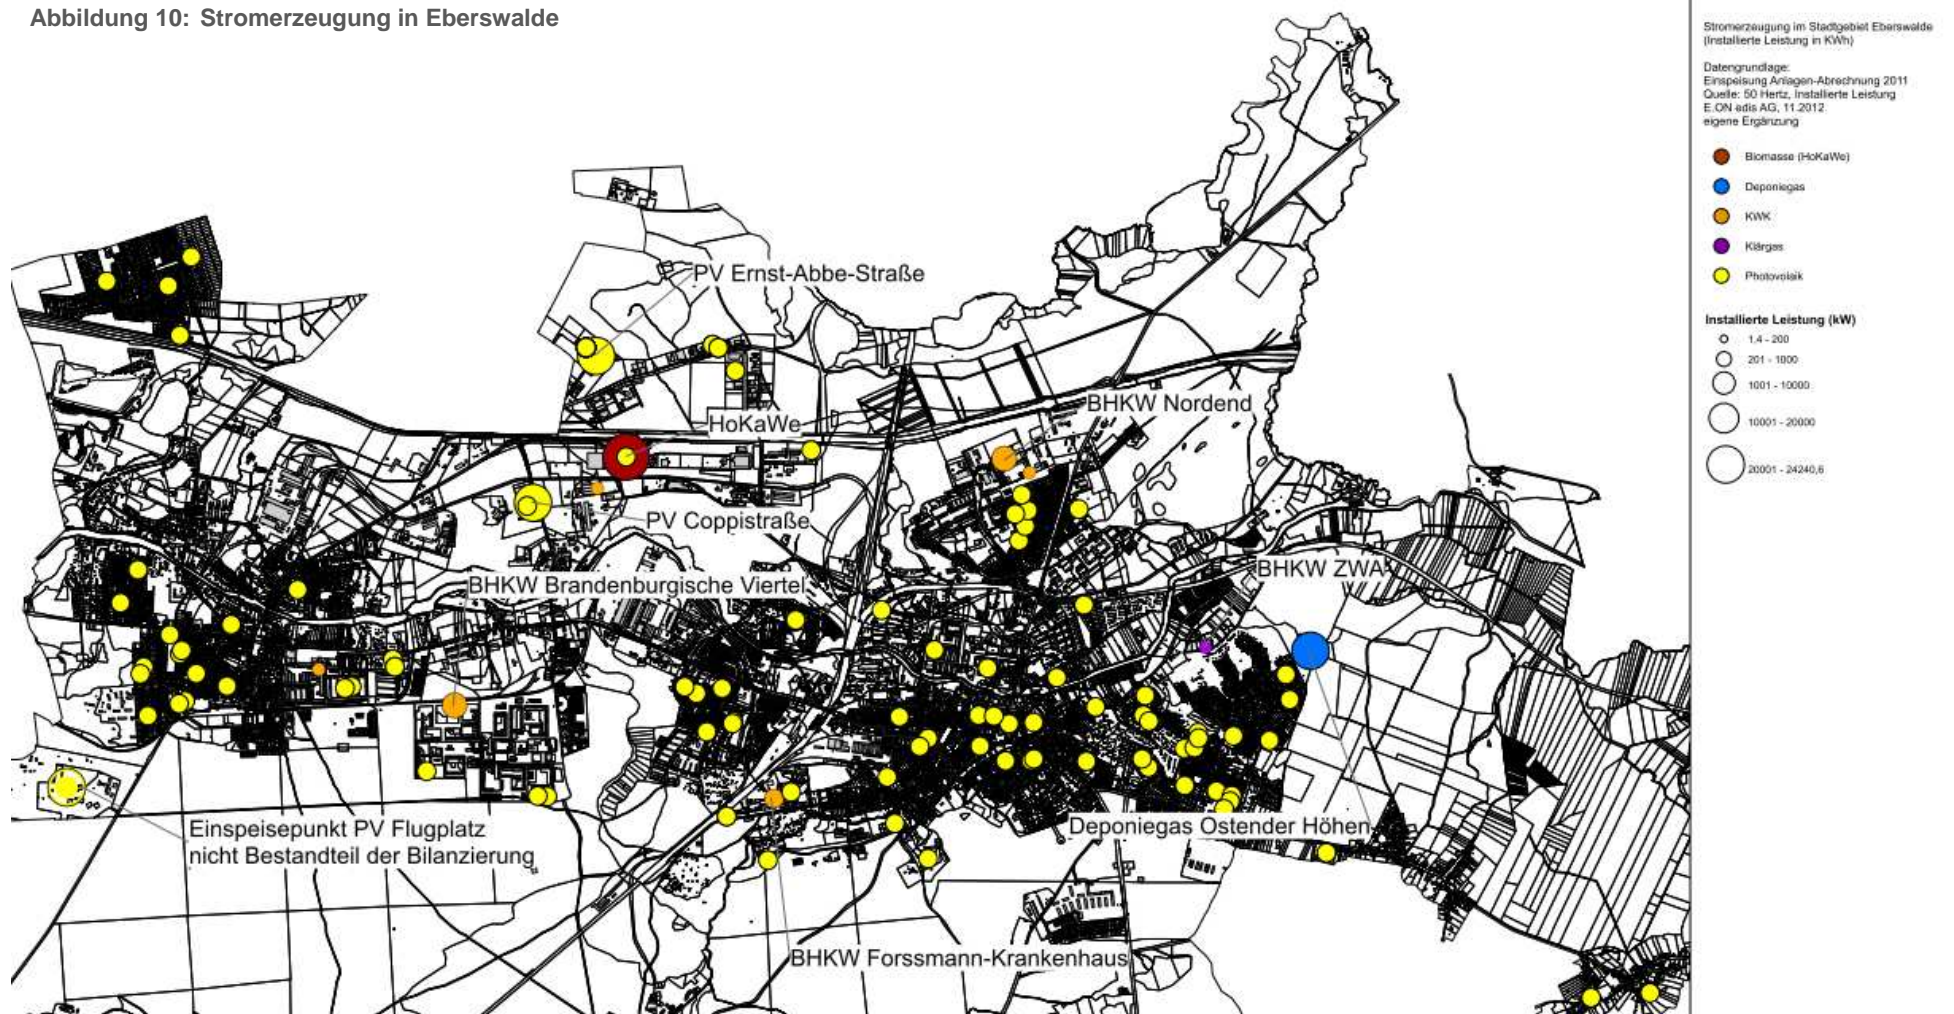 Abbildung 10: Stromerzeugung in Eberswalde
Stromerzeugung im Stadtgebiet Eberswalde
(Installierte Leistung in KWh)
Datengrundlage:
Einspeisung Anlagen-Abrechnung 2011
Quelle: 50 Hertz, Installierte Leistung
E.ON edis AG, 11.2012
eigene Ergänzung
Biomasse (HoKaWe)
Deponiegas
KWK
Klärgas
Photovolaik
Installierte Leistung (kW)
1,4 - 200
201 - 1000
1001 - 10000
10001 - 20000
20001 - 24240,6
PV Ernst-Abbe-Straße
HoKaWe
BHKW Nordend
PV Coppistraße
BHKW ZWA
BHKW Brandenburgische Viertel
Einspeisepunkt PV Flugplatz
nicht Bestandteil der Bilanzierung
Deponiegas Ostender Höhen
BHKW Forssmann-Krankenhaus